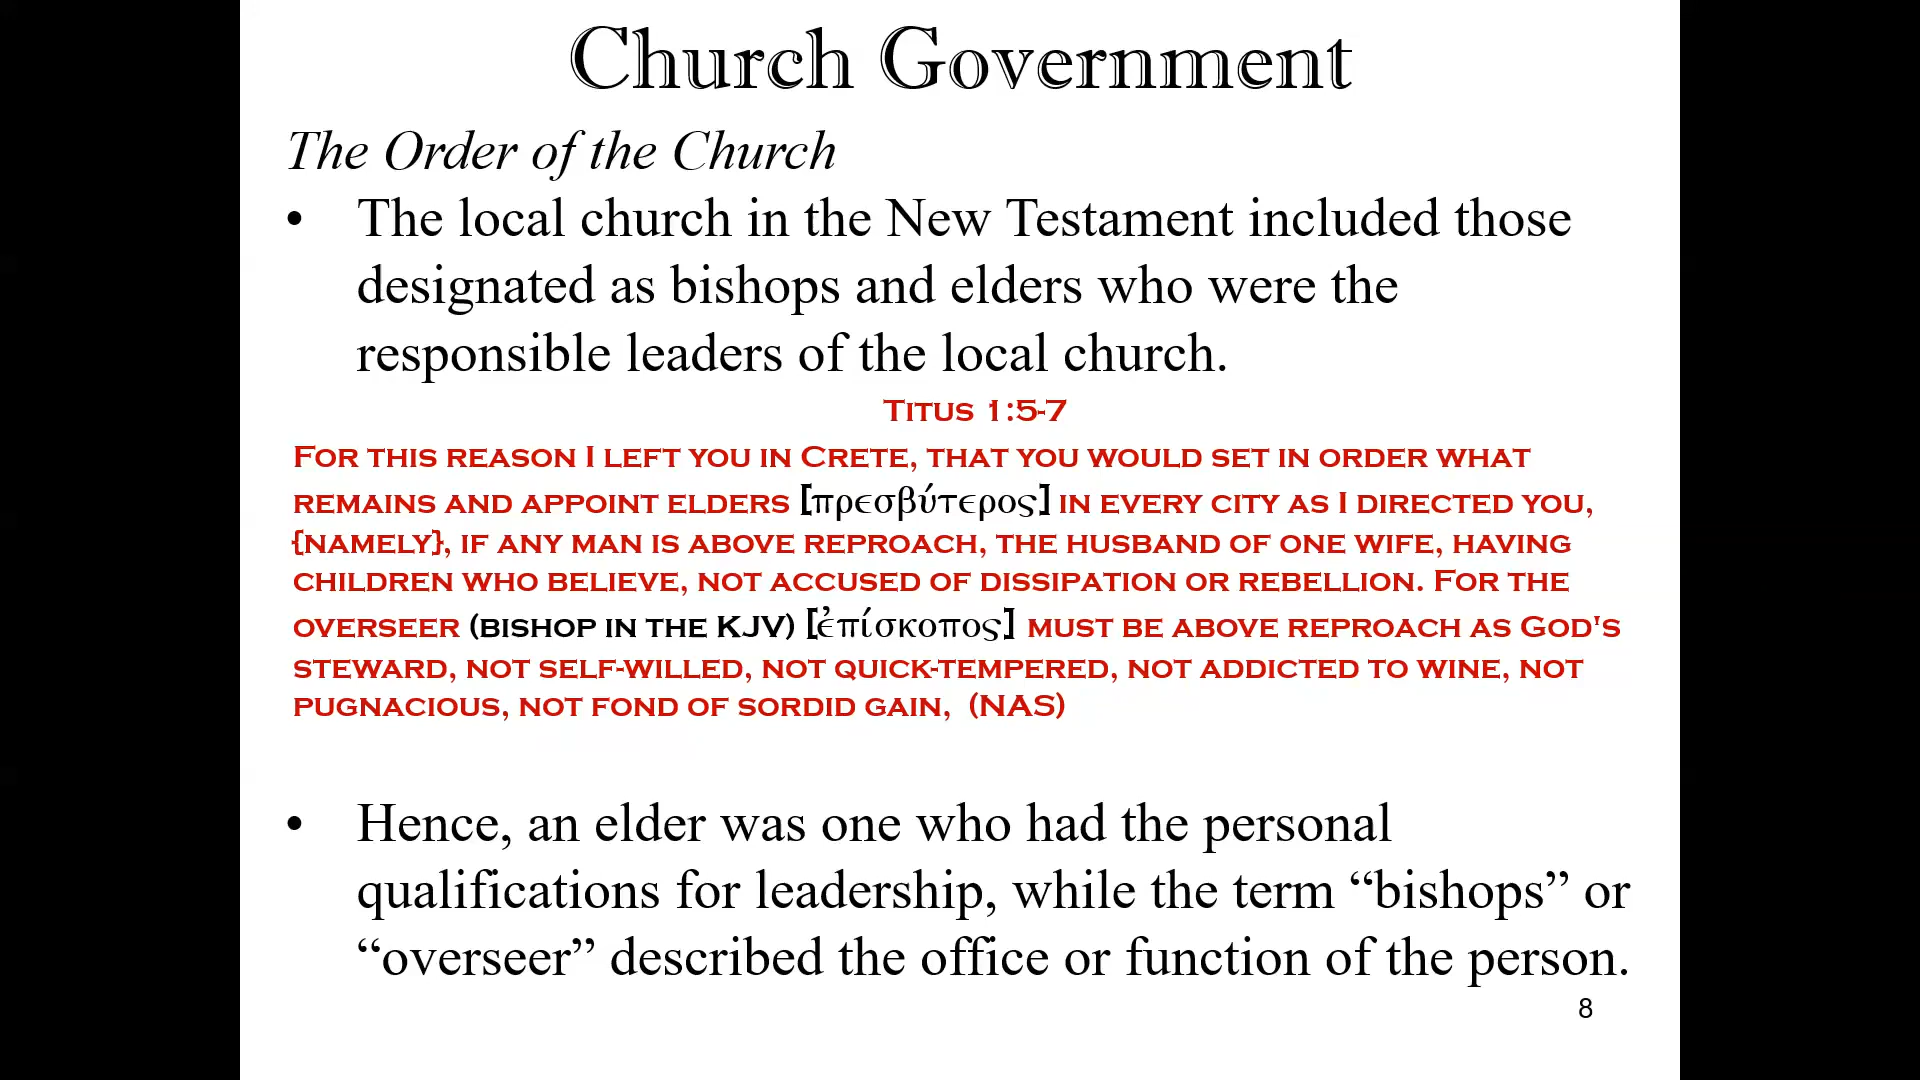 Church Government
The Order of the Church
• The local church in the New Testament included those
designated as bishops and elders who were the
responsible leaders of the local church.
Titus 1:5-7
For this reason I left you in Crete, that you would set in order what
remains and appoint elders [πρεσβύτερος] in every city as I directed you,
{namely}, if any man is above reproach, the husband of one wife, having
children who believe, not accused of dissipation or rebellion. For the
overseer (bishop in the KJV) [ἐπίσκοπος] must be above reproach as God's
steward, not self-willed, not quick-tempered, not addicted to wine, not
pugnacious, not fond of sordid gain, (NAS)
• Hence, an elder was one who had the personal
qualifications for leadership, while the term “bishops” or
“overseer” described the office or function of the person.
8